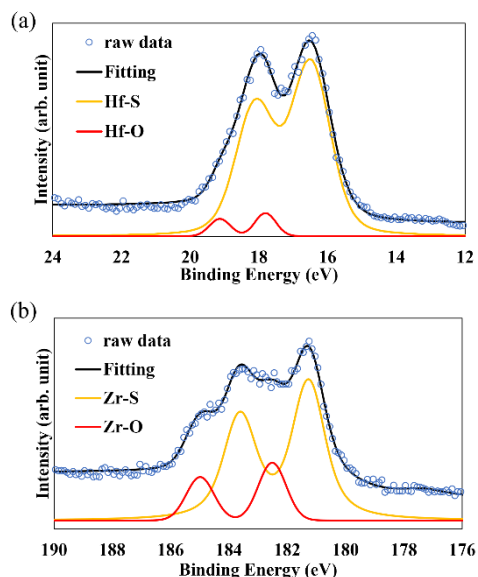 (a)
raw data
Fitting
Hf-S
Hf-O
Intensity (arb. unit)
24 22 20 18 16 14 12
Binding Energy (eV)
(b)
raw data
Fitting
Zr-S
Zr-O
Intensity (arb. unit)
190 188 186 184 182 180 178 176
Binding Energy (eV)